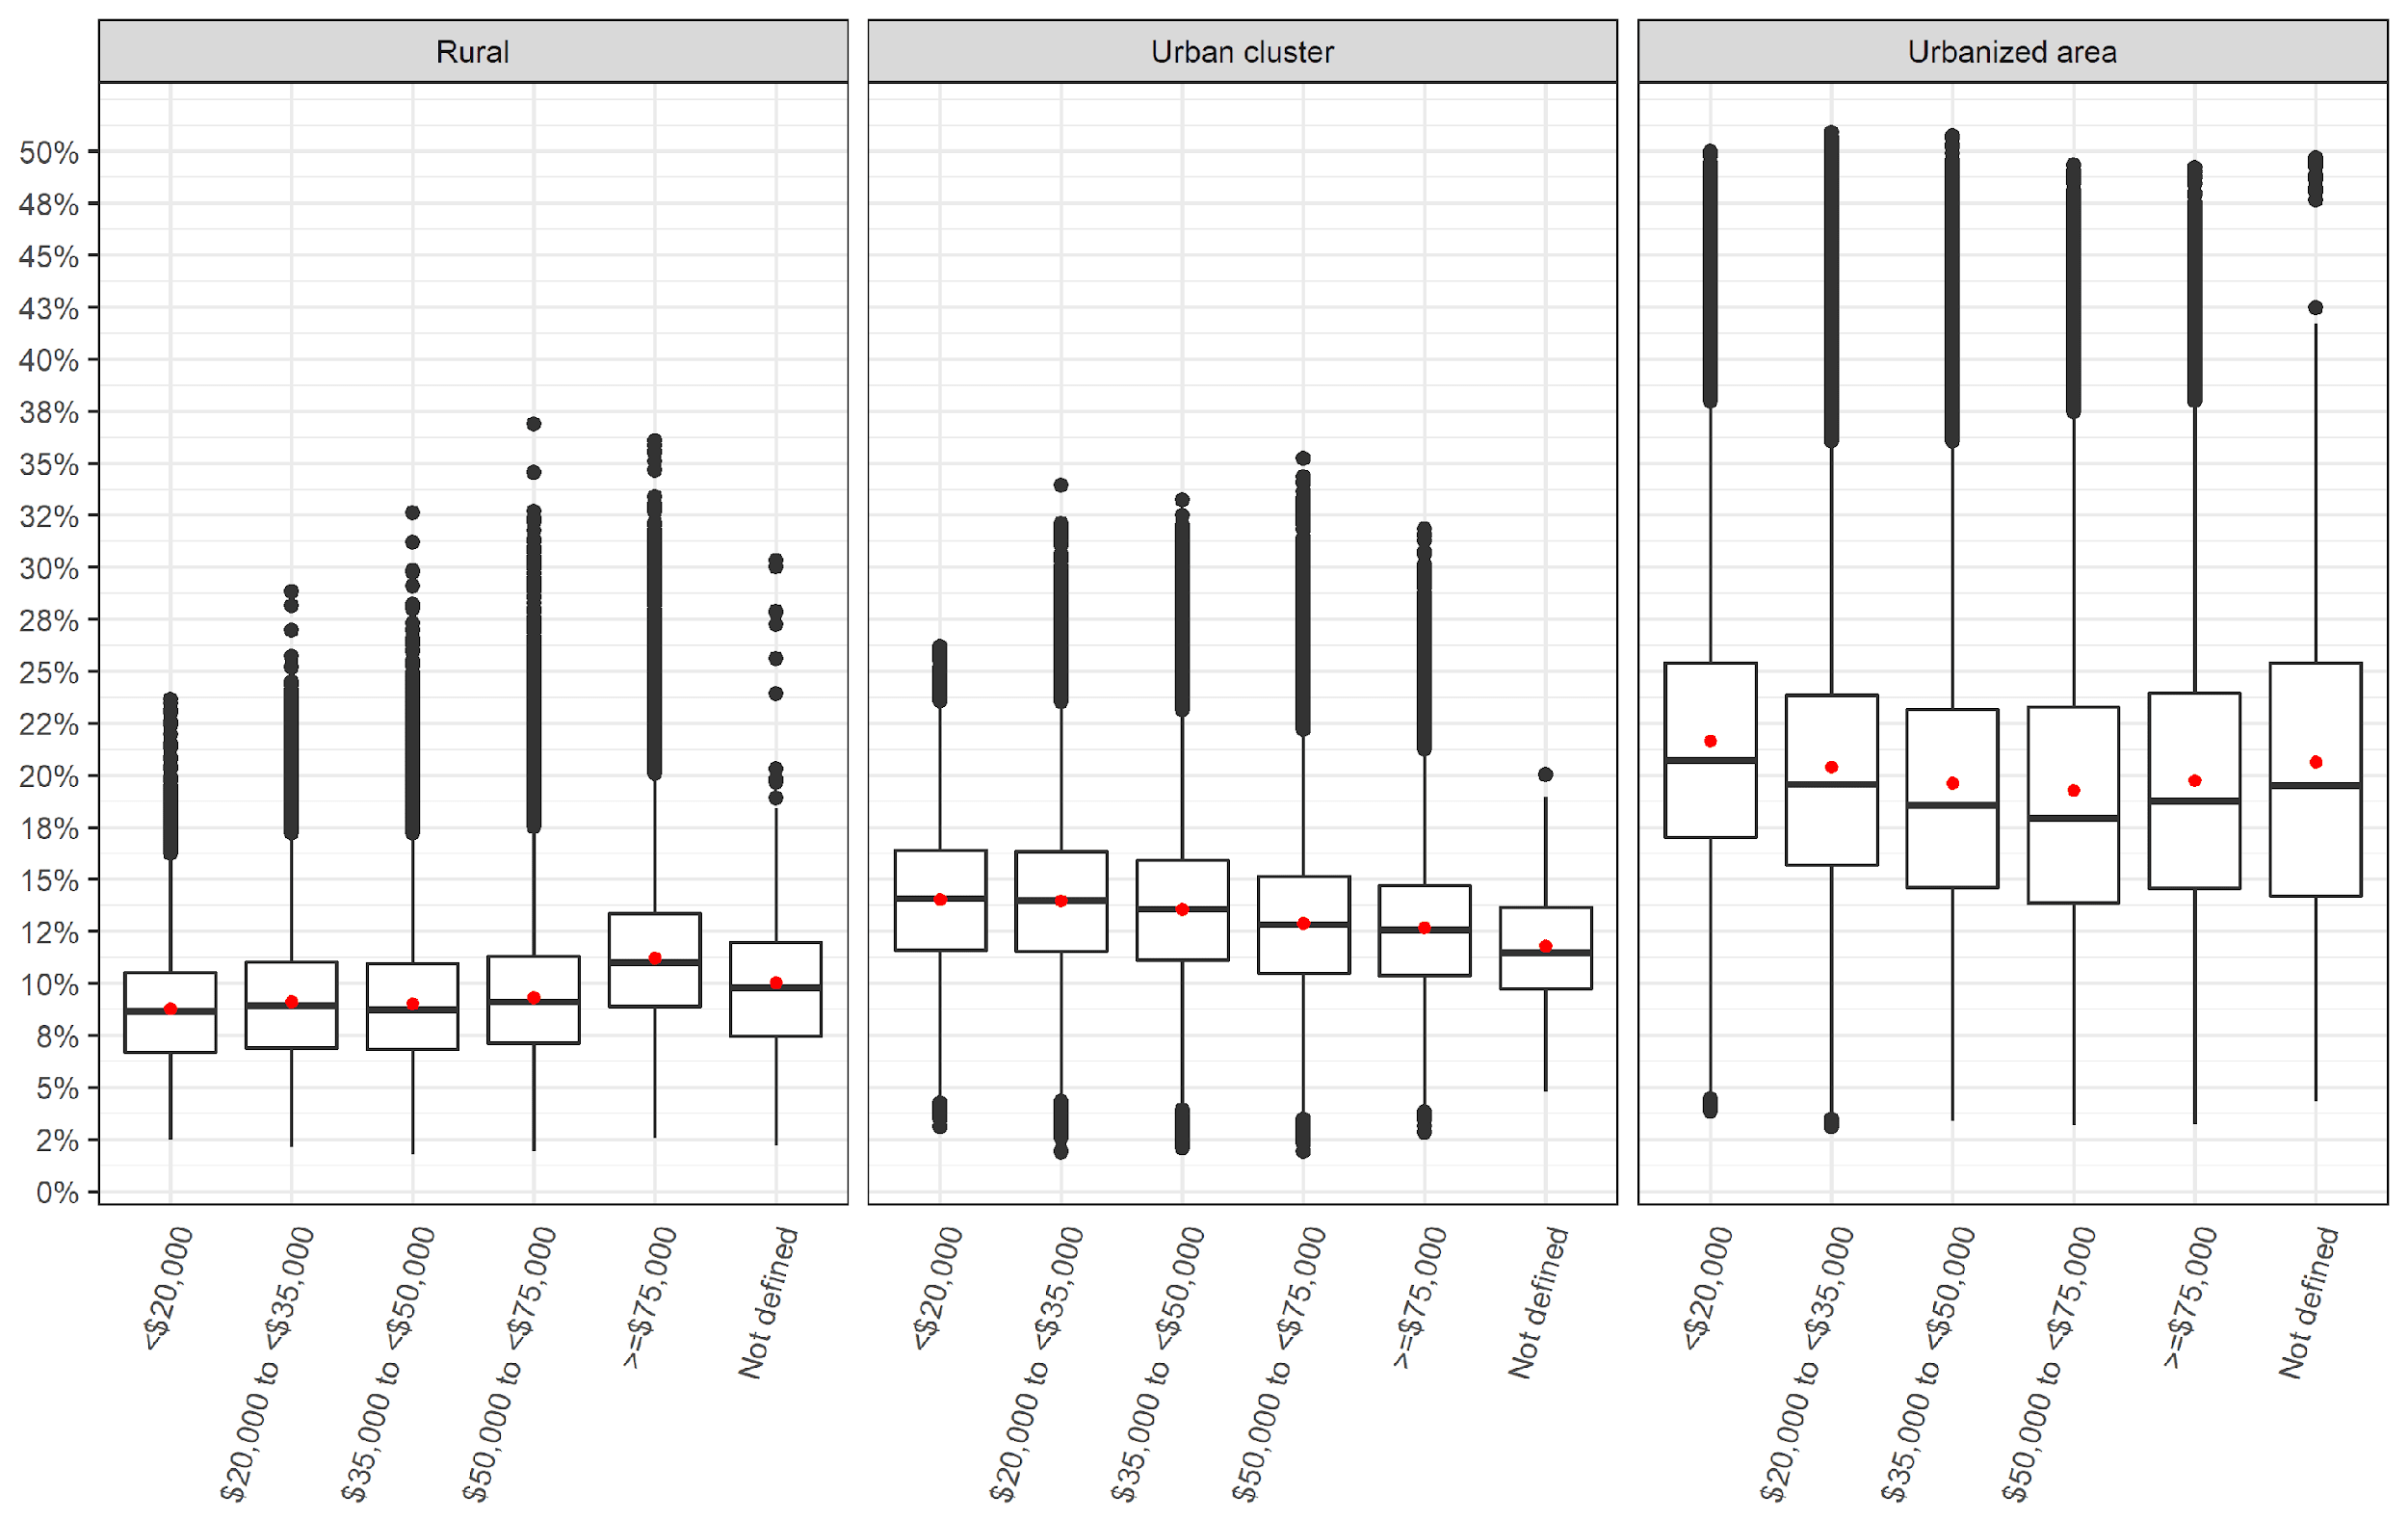 Rural
Urban cluster
Urbanized area
50%
48%
45%
43%
40%
38%
35%
32%
30%
28%
25%
22%
20%
18%
15%
12%
10%
8%
5%
2%
0%
<$20,000
$20,000 to <$35,000
$35,000 to <$50,000
$50,000 to <$75,000
>=$75,000
Not defined
<$20,000
$20,000 to <$35,000
$35,000 to <$50,000
$50,000 to <$75,000
>=$75,000
Not defined
<$20,000
$20,000 to <$35,000
$35,000 to <$50,000
$50,000 to <$75,000
>=$75,000
Not defined